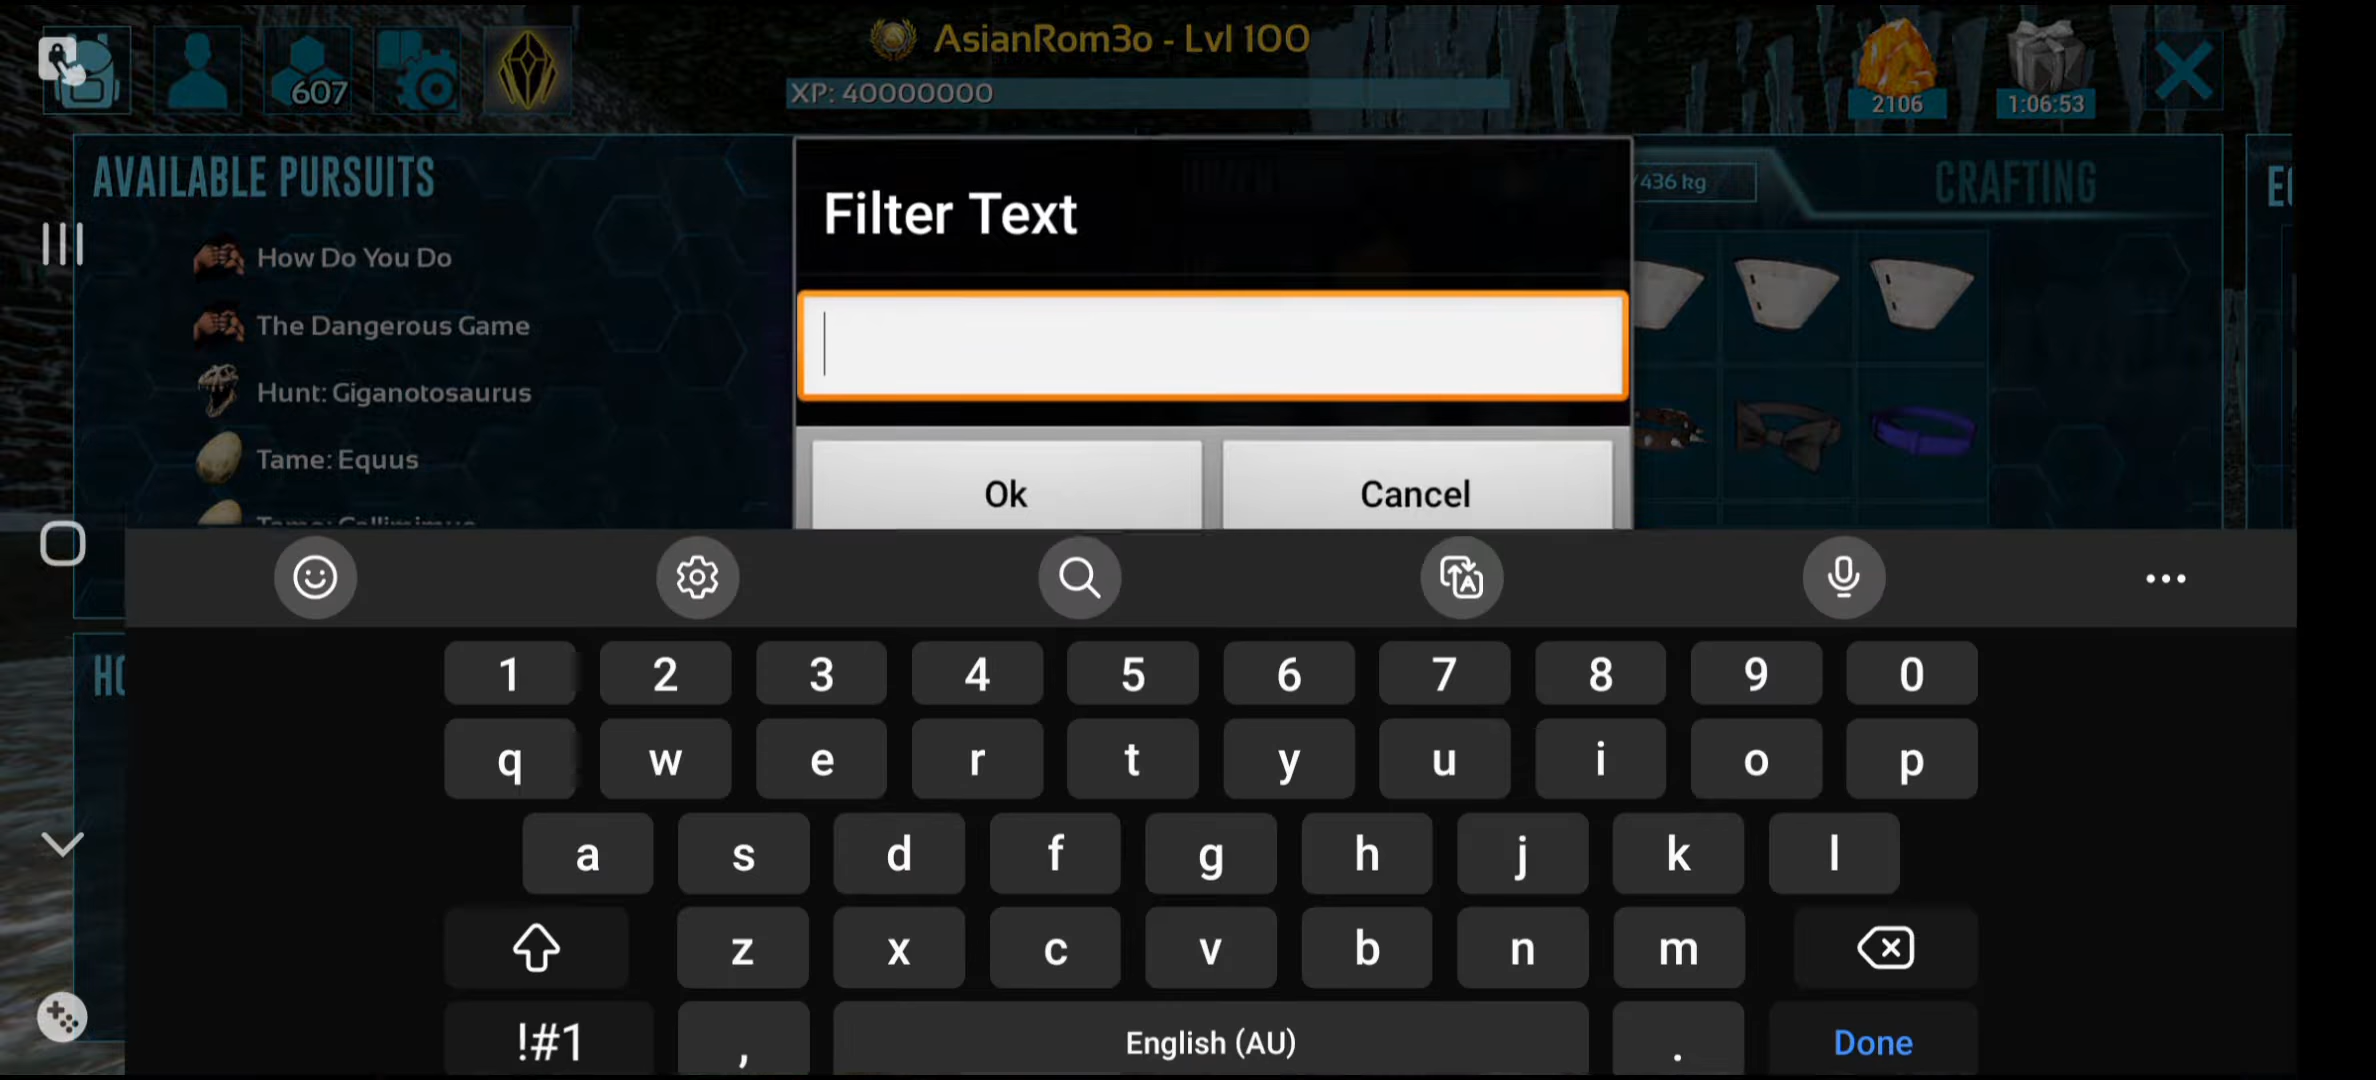 AsianRom3o - Lvl 100
607
XP: 40000000
2106
1:06:53
AVAILABLE PURSUITS
436 kg
CRAFTING
Filter Text
How Do You Do
The Dangerous Game
Hunt: Giganotosaurus
Tame: Equus
Tame: Gallimimus
Ok
Cancel
1 2 3 4 5 6 7 8 9 0
q w e r t y u i o p
a s d f g h j k l
z x c v b n m
!#1 , English (AU) . Done